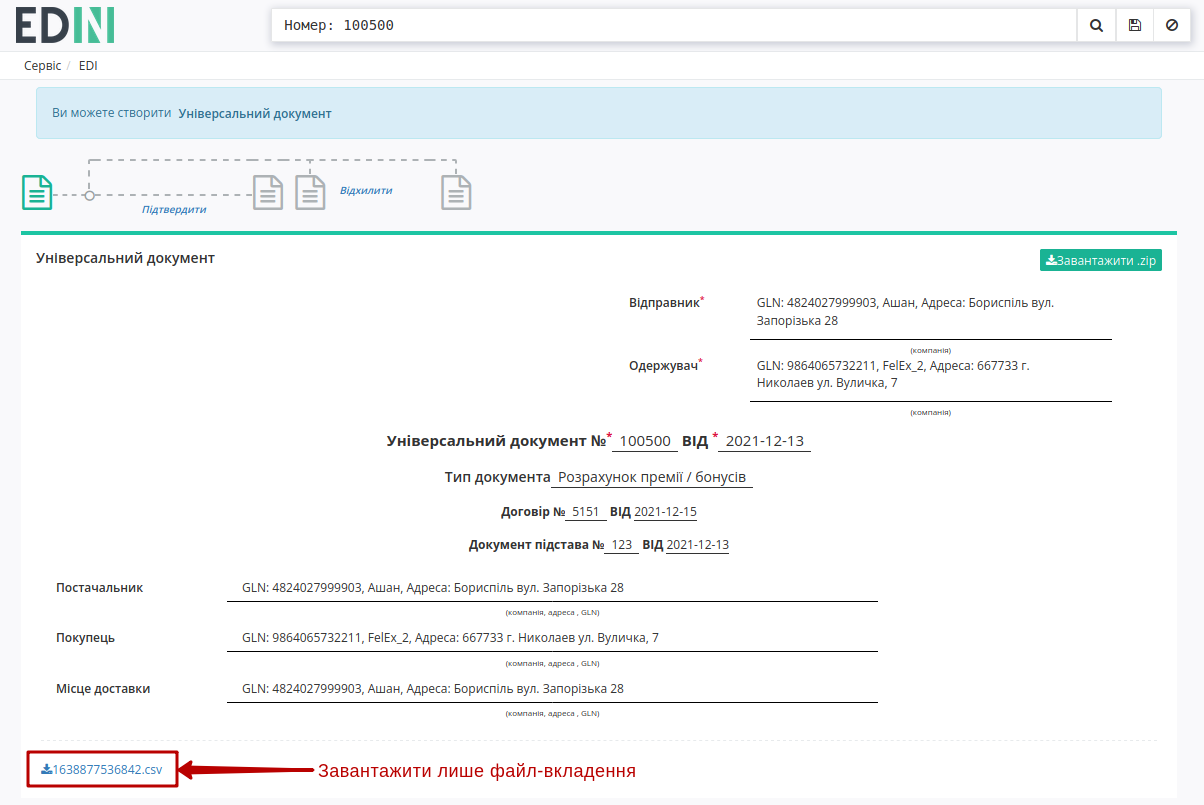 EDIN
Номер: 100500
Сервіс / EDI
Ви можете створити Універсальний документ
Відхилити
Підтвердити
Універсальний документ
Завантажити .zip
Відправник* GLN: 4824027999903, Ашан, Адреса: Бориспіль вул.
Запорізька 28
(компанія)
Одержувач* GLN: 9864065732211, FelEx_2, Адреса: 667733 г.
Николаев ул. Вуличка, 7
(компанія)
Універсальний документ №* 100500 ВІД * 2021-12-13
Тип документа Розрахунок премії / бонусів
Договір № 5151 ВІД 2021-12-15
Документ підстава № 123 ВІД 2021-12-13
Постачальник GLN: 4824027999903, Ашан, Адреса: Бориспіль вул. Запорізька 28
(компанія, адреса , GLN)
Покупець GLN: 9864065732211, FelEx_2, Адреса: 667733 г. Николаев ул. Вуличка, 7
(компанія, адреса , GLN)
Місце доставки GLN: 4824027999903, Ашан, Адреса: Бориспіль вул. Запорізька 28
(компанія, адреса , GLN)
1638877536842.csv Завантажити лише файл-вкладення